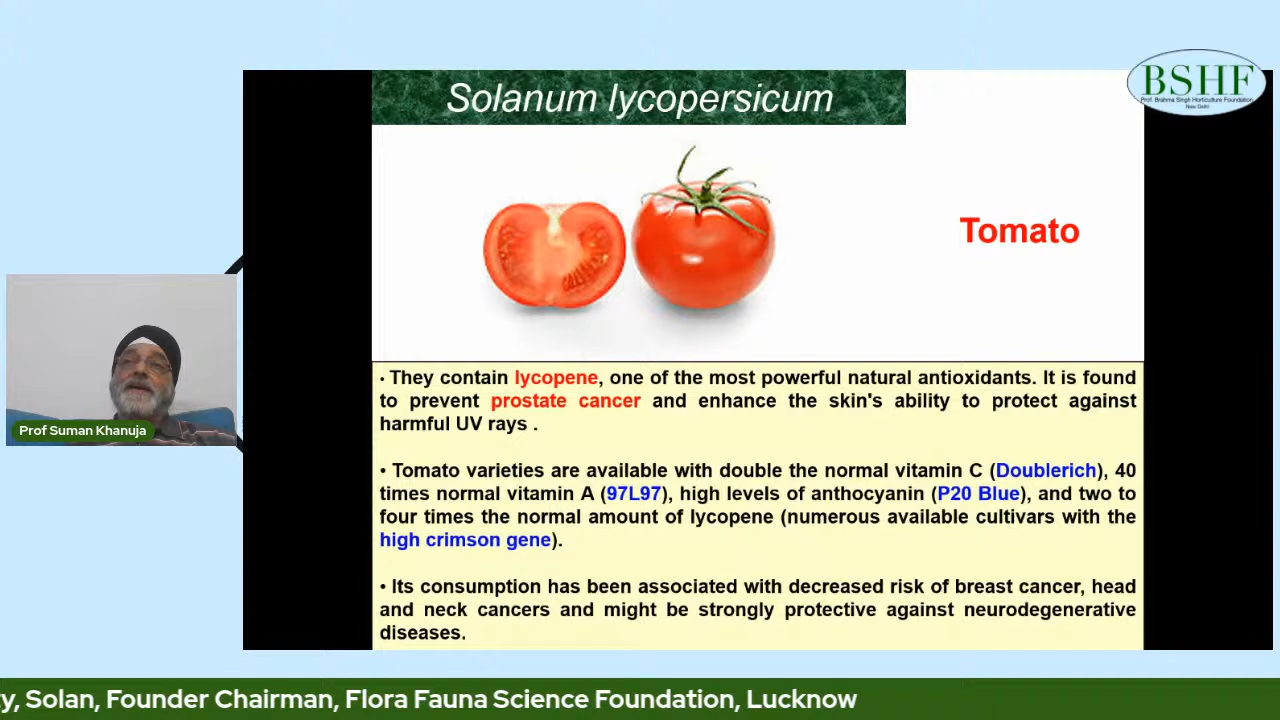 Solanum lycopersicum
BSHF
Prof. Brahma Singh Horticulture Foundation
New Delhi
Tomato
• They contain lycopene, one of the most powerful natural antioxidants. It is found
to prevent prostate cancer and enhance the skin's ability to protect against
harmful UV rays .
• Tomato varieties are available with double the normal vitamin C (Doublerich), 40
times normal vitamin A (97L97), high levels of anthocyanin (P20 Blue), and two to
four times the normal amount of lycopene (numerous available cultivars with the
high crimson gene).
• Its consumption has been associated with decreased risk of breast cancer, head
and neck cancers and might be strongly protective against neurodegenerative
diseases.
Prof Suman Khanuja
y, Solan, Founder Chairman, Flora Fauna Science Foundation, Lucknow